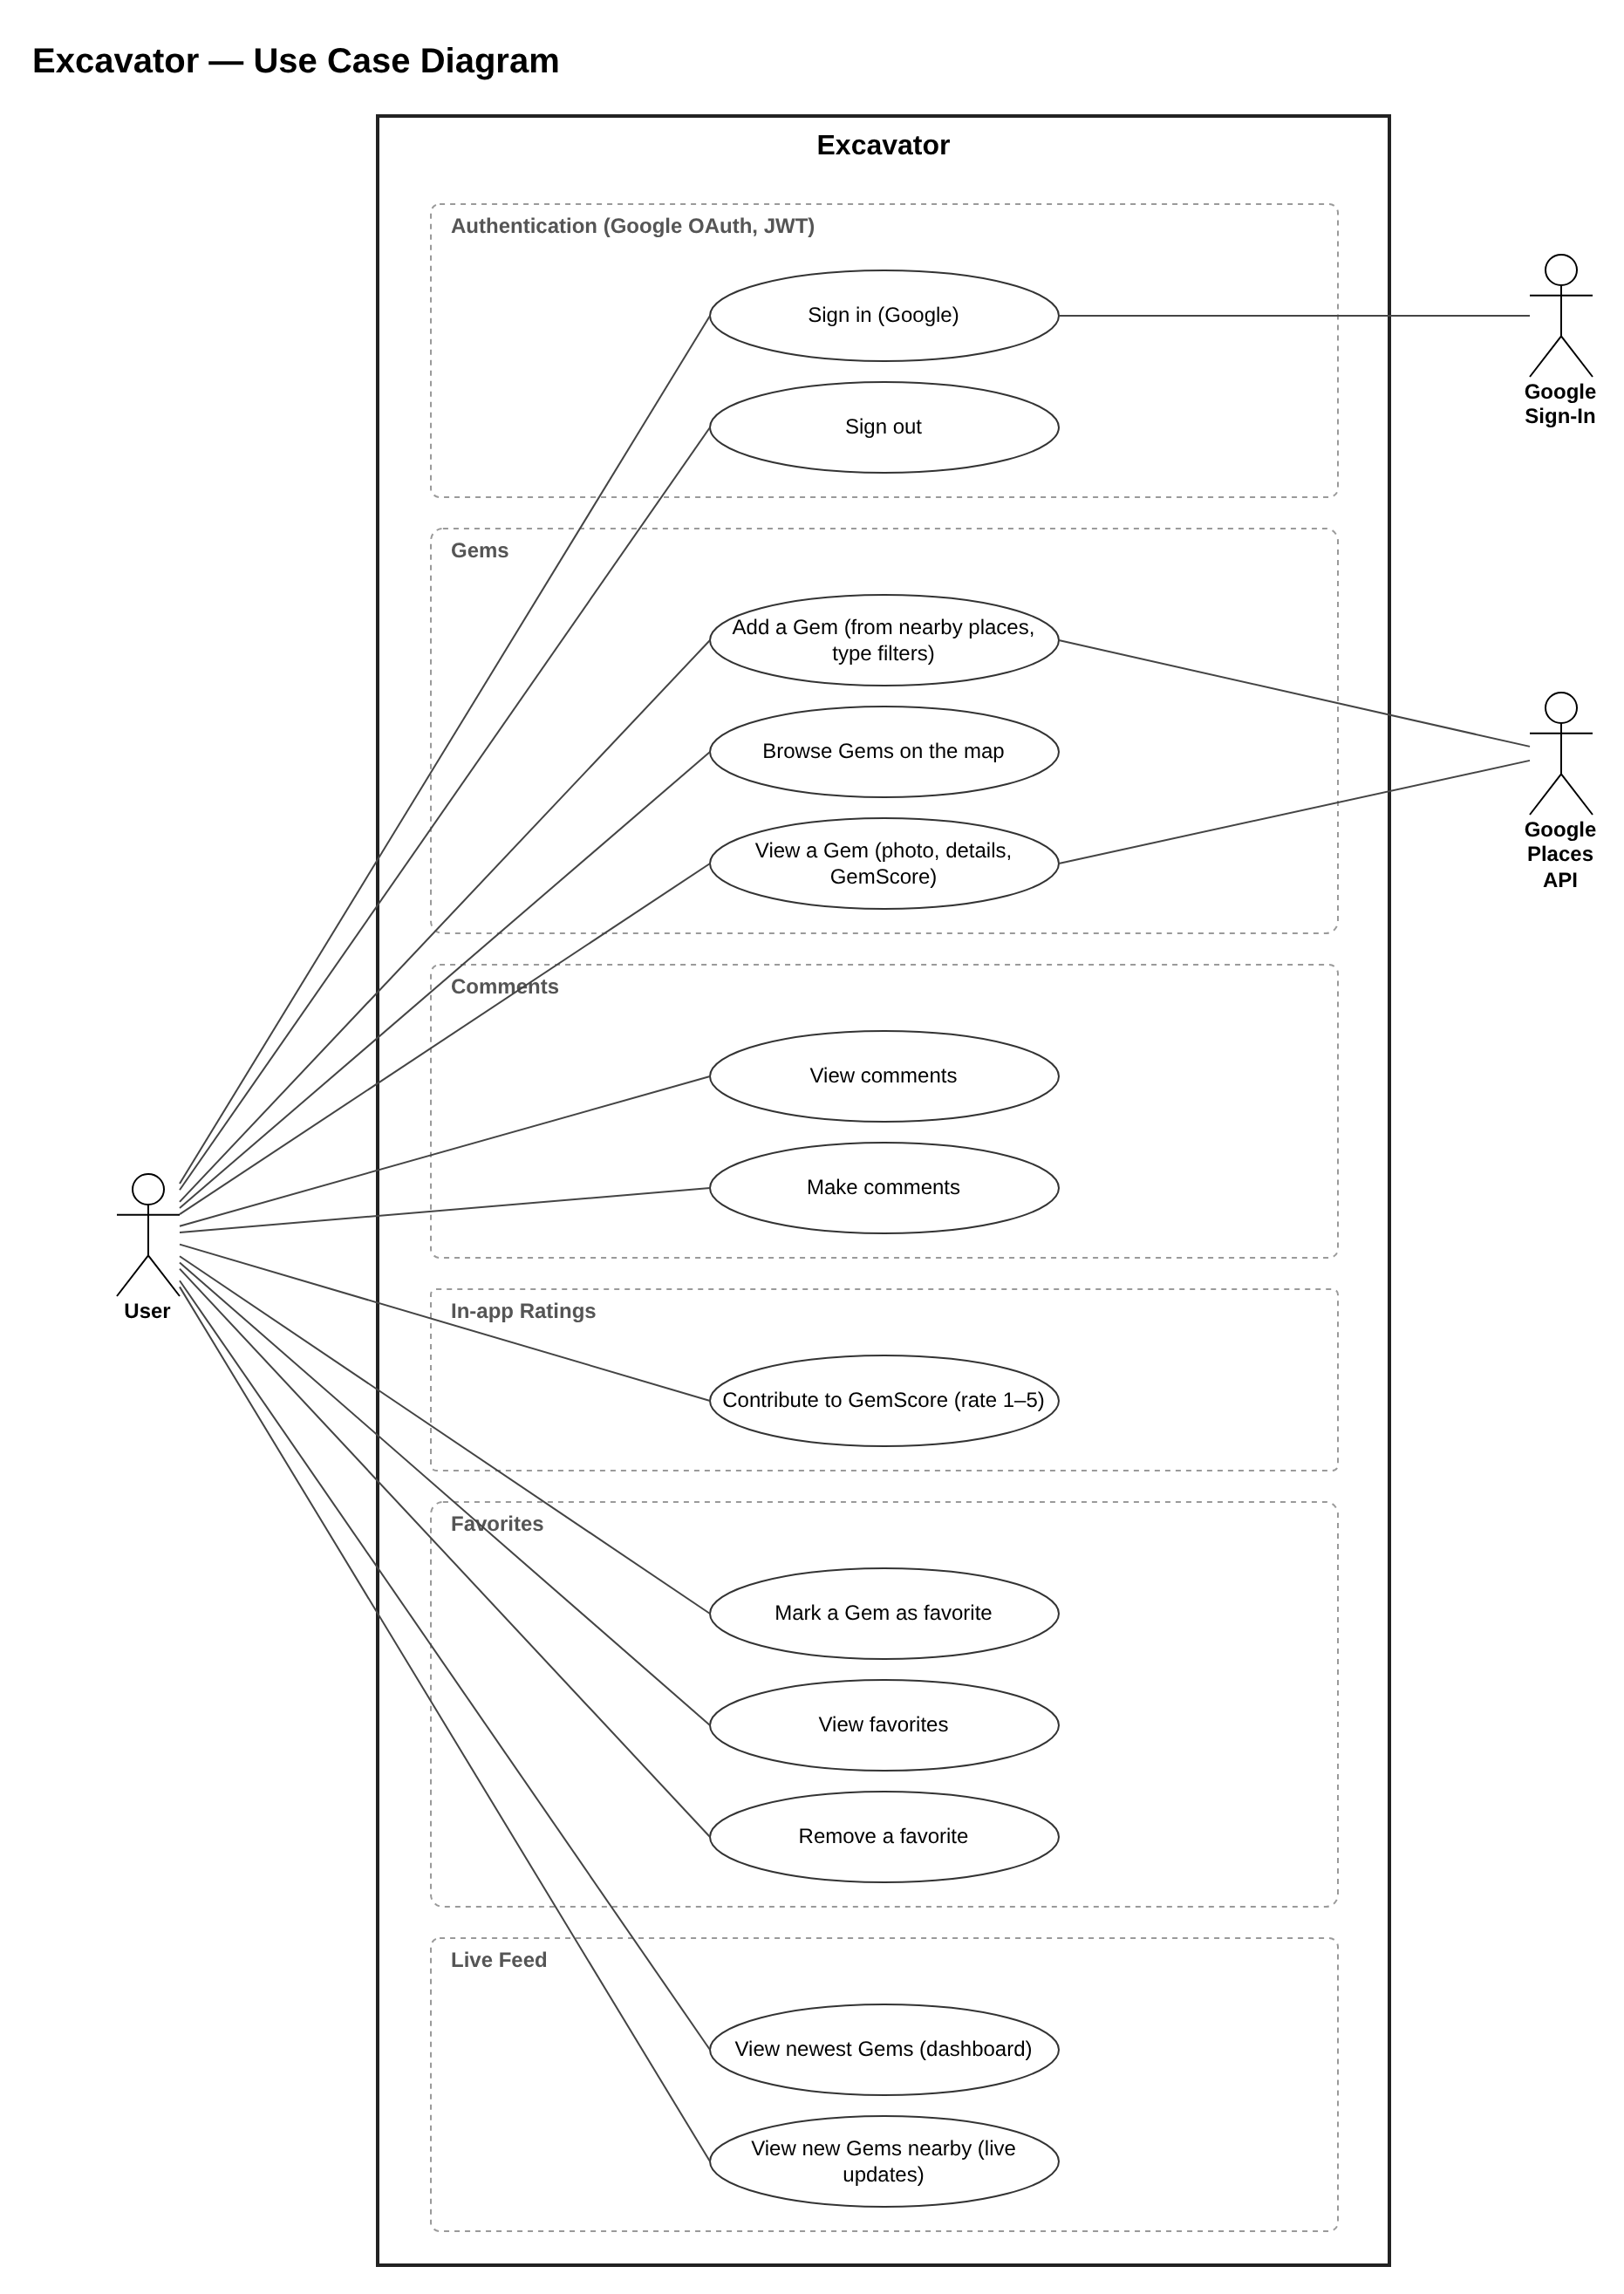 Excavator — Use Case Diagram
Excavator
Authentication (Google OAuth, JWT)
Sign in (Google)
Sign out
Google
Sign-In
Gems
Add a Gem (from nearby places,
type filters)
Browse Gems on the map
View a Gem (photo, details,
GemScore)
Google
Places
API
Comments
View comments
Make comments
User
In-app Ratings
Contribute to GemScore (rate 1–5)
Favorites
Mark a Gem as favorite
View favorites
Remove a favorite
Live Feed
View newest Gems (dashboard)
View new Gems nearby (live
updates)